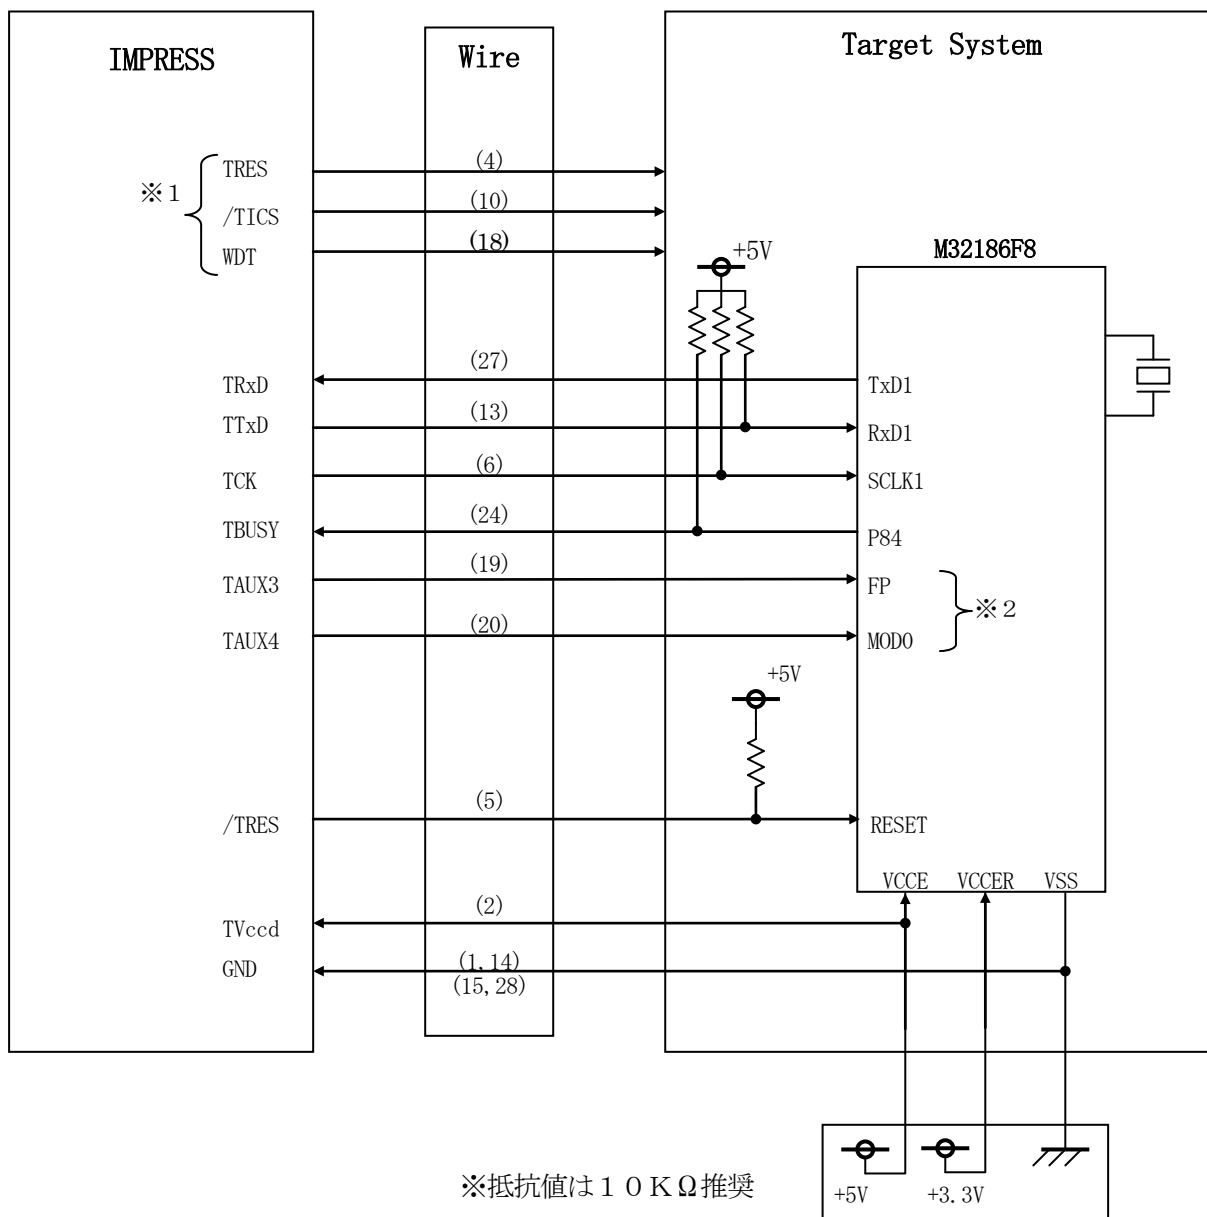 IMPRESS
Wire
Target System
※1
TRES
(4)
/TICS
(10)
WDT
(18)
+5V
M32186F8
TRxD
(27)
TxD1
TTxD
(13)
RxD1
TCK
(6)
SCLK1
TBUSY
(24)
P84
TAUX3
(19)
FP
※2
TAUX4
(20)
MOD0
+5V
/TRES
(5)
RESET
VCCE
VCCER
VSS
TVccd
(2)
GND
(1,14)
(15,28)
※抵抗値は１０KΩ推奨
+5V
+3.3V